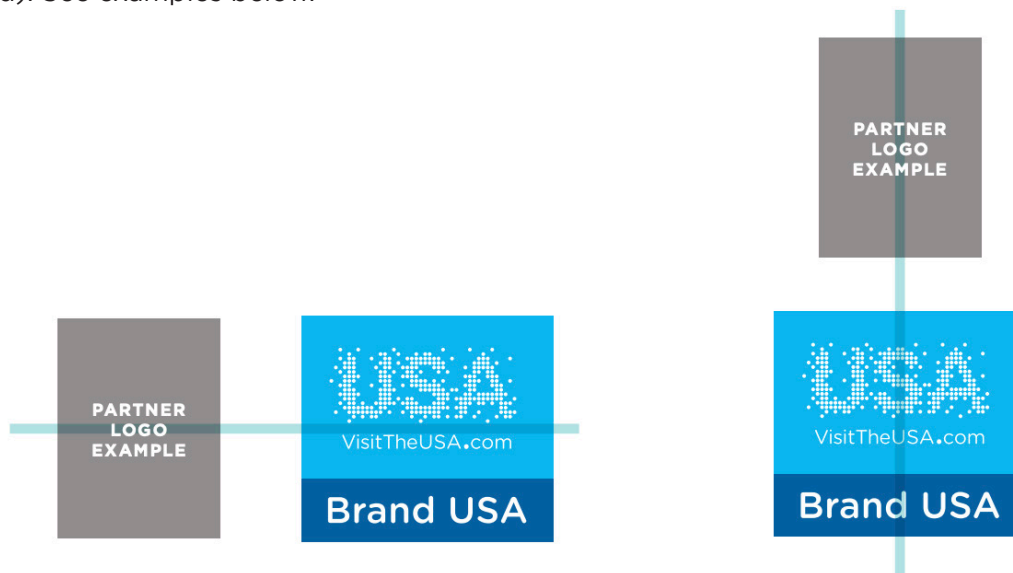 PARTNER
LOGO
EXAMPLE
USA
VisitTheUSA.com
Brand USA
PARTNER
LOGO
EXAMPLE
USA
VisitTheUSA.com
Brand USA